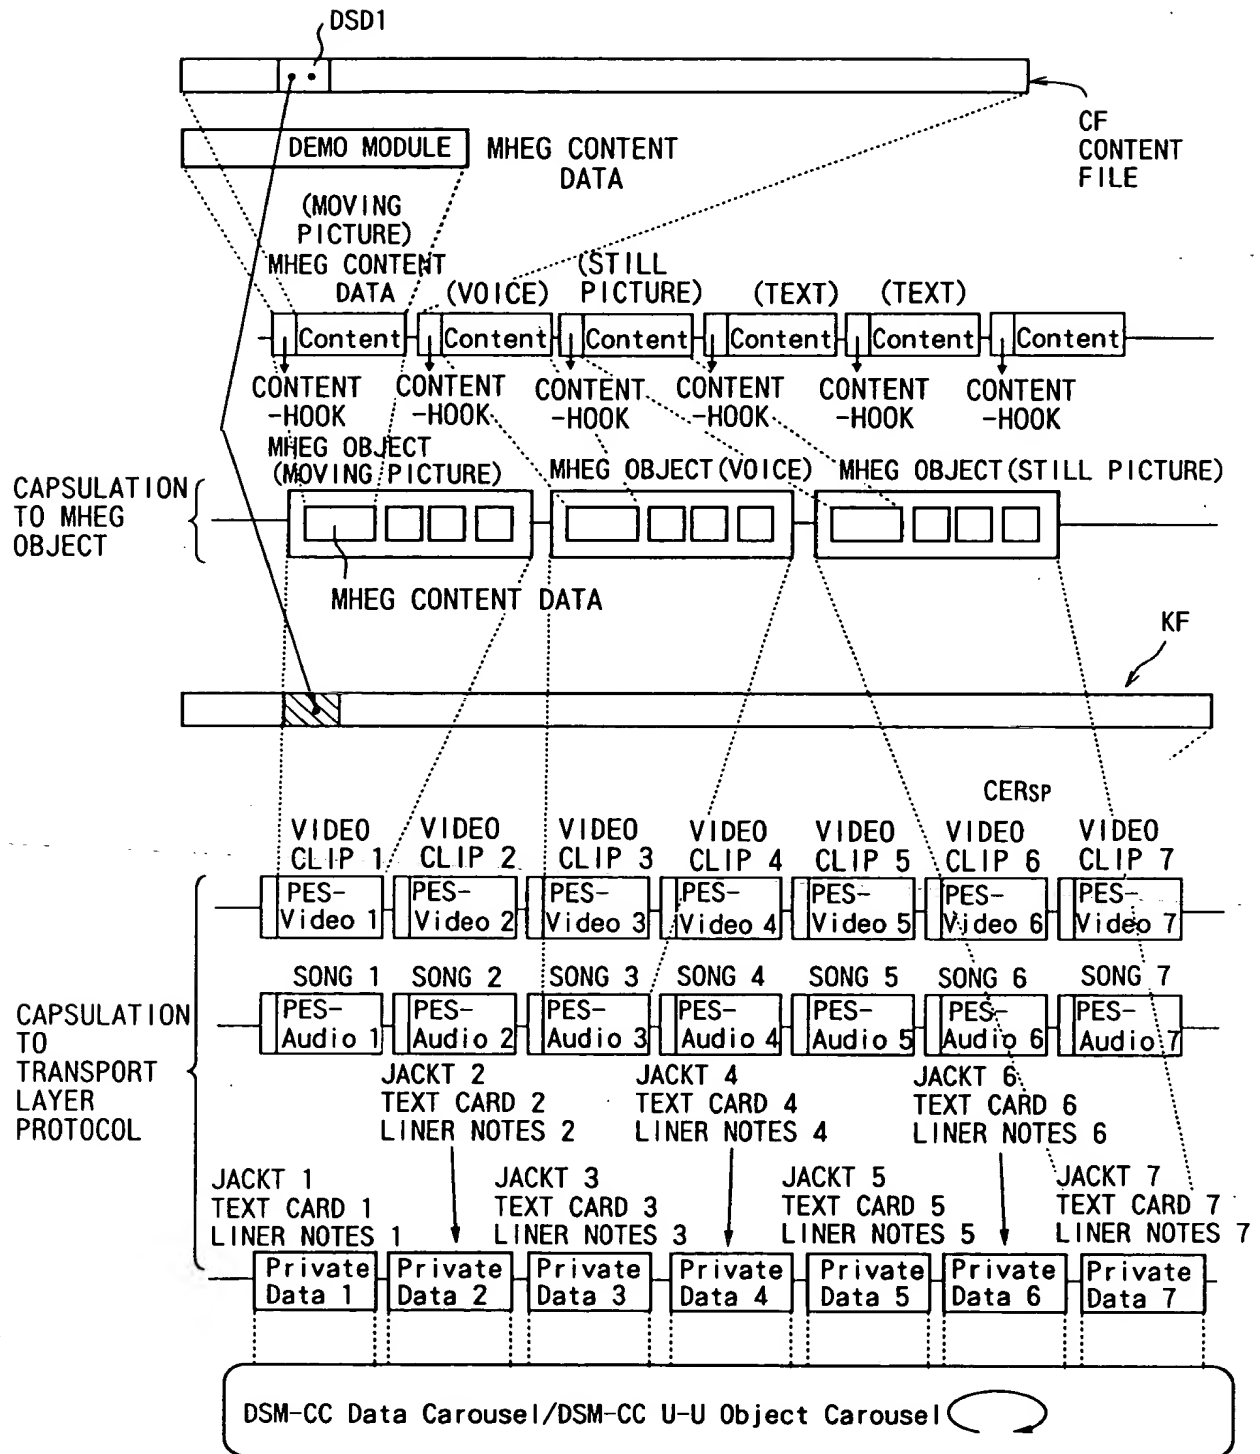 DSD1
CF
CONTENT
FILE
DEMO MODULE
MHEG CONTENT
DATA
(MOVING
PICTURE)
MHEG CONTENT
DATA
(VOICE)
(STILL
PICTURE)
(TEXT)
(TEXT)
Content
Content
Content
Content
Content
Content
CONTENT
-HOOK
CONTENT
-HOOK
CONTENT
-HOOK
CONTENT
-HOOK
CONTENT
-HOOK
CONTENT
-HOOK
CAPSULATION
TO MHEG
OBJECT
MHEG OBJECT
(MOVING PICTURE)
MHEG OBJECT(VOICE)
MHEG OBJECT(STILL PICTURE)
MHEG CONTENT DATA
KF
CERSP
VIDEO
CLIP 1
VIDEO
CLIP 2
VIDEO
CLIP 3
VIDEO
CLIP 4
VIDEO
CLIP 5
VIDEO
CLIP 6
VIDEO
CLIP 7
PES-
Video 1
PES-
Video 2
PES-
Video 3
PES-
Video 4
PES-
Video 5
PES-
Video 6
PES-
Video 7
CAPSULATION
TO
TRANSPORT
LAYER
PROTOCOL
SONG 1
SONG 2
SONG 3
SONG 4
SONG 5
SONG 6
SONG 7
PES-
Audio 1
PES-
Audio 2
PES-
Audio 3
PES-
Audio 4
PES-
Audio 5
PES-
Audio 6
PES-
Audio 7
JACKT 2
TEXT CARD 2
LINER NOTES 2
JACKT 4
TEXT CARD 4
LINER NOTES 4
JACKT 6
TEXT CARD 6
LINER NOTES 6
JACKT 1
TEXT CARD 1
LINER NOTES 1
JACKT 3
TEXT CARD 3
LINER NOTES 3
JACKT 5
TEXT CARD 5
LINER NOTES 5
JACKT 7
TEXT CARD 7
LINER NOTES 7
Private
Data 1
Private
Data 2
Private
Data 3
Private
Data 4
Private
Data 5
Private
Data 6
Private
Data 7
DSM-CC Data Carousel/DSM-CC U-U Object Carousel